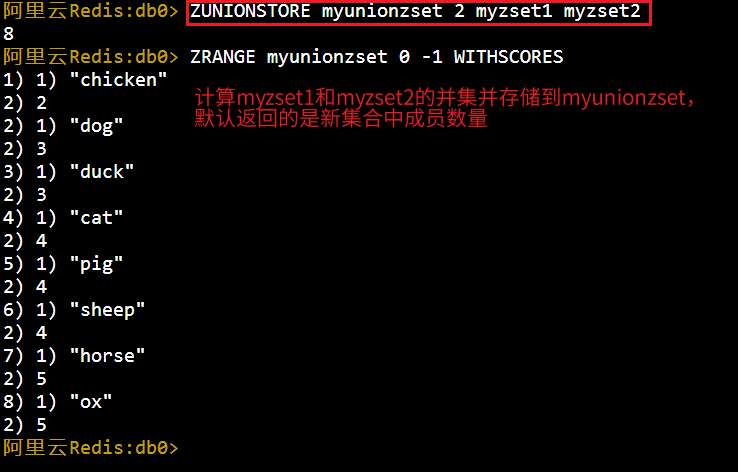 阿里云Redis:db0> ZUNIONSTORE myunionzset 2 myzset1 myzset2
8
阿里云Redis:db0> ZRANGE myunionzset 0 -1 WITHSCORES
1) 1) "chicken"
2) 2
计算myzset1和myzset2的并集并存储到myunionzset，
默认返回的是新集合中成员数量
2) 1) "dog"
2) 3
3) 1) "duck"
2) 3
4) 1) "cat"
2) 4
5) 1) "pig"
2) 4
6) 1) "sheep"
2) 4
7) 1) "horse"
2) 5
8) 1) "ox"
2) 5
阿里云Redis:db0>